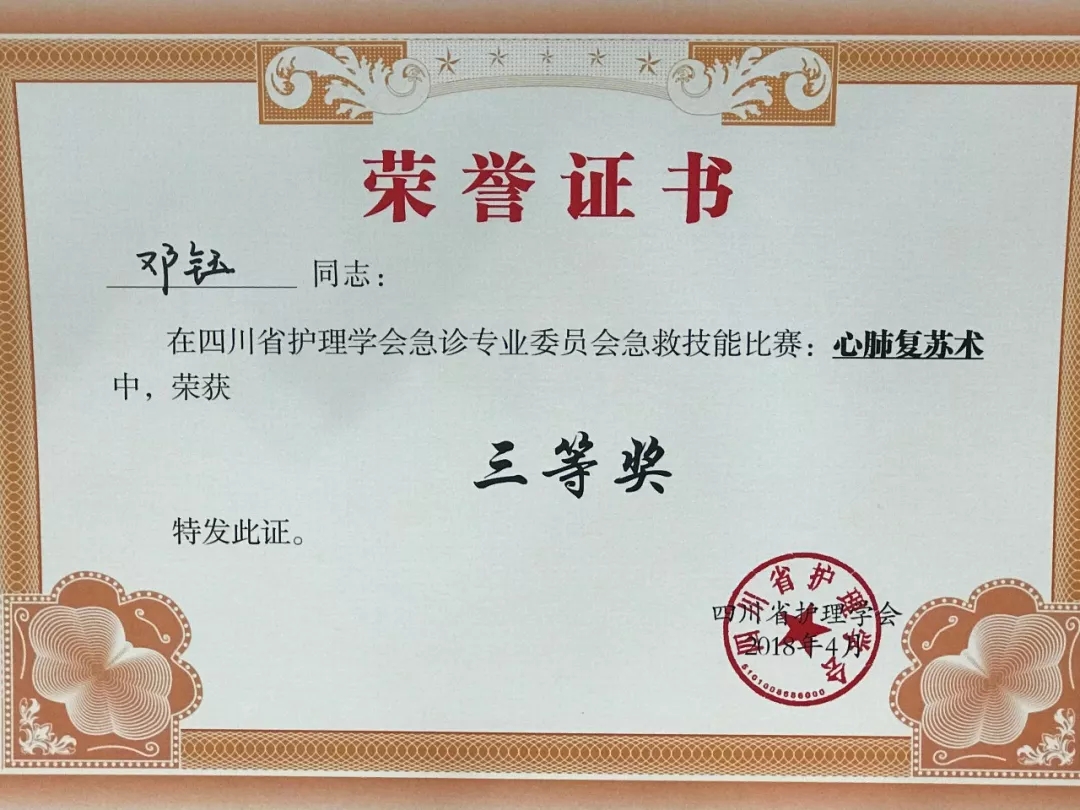 荣誉证书
邓钰 同志：
在四川省护理学会急诊专业委员会急救技能比赛：心肺复苏术
中，荣获
三等奖
特发此证。
四川省护理学会
四川省护理学会
2018年4月